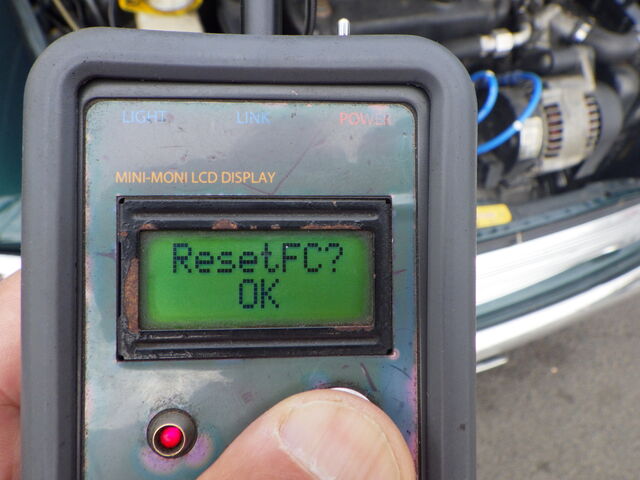 LIGHT LINK POWER
MINI-MONI LCD DISPLAY
ResetFC?
OK